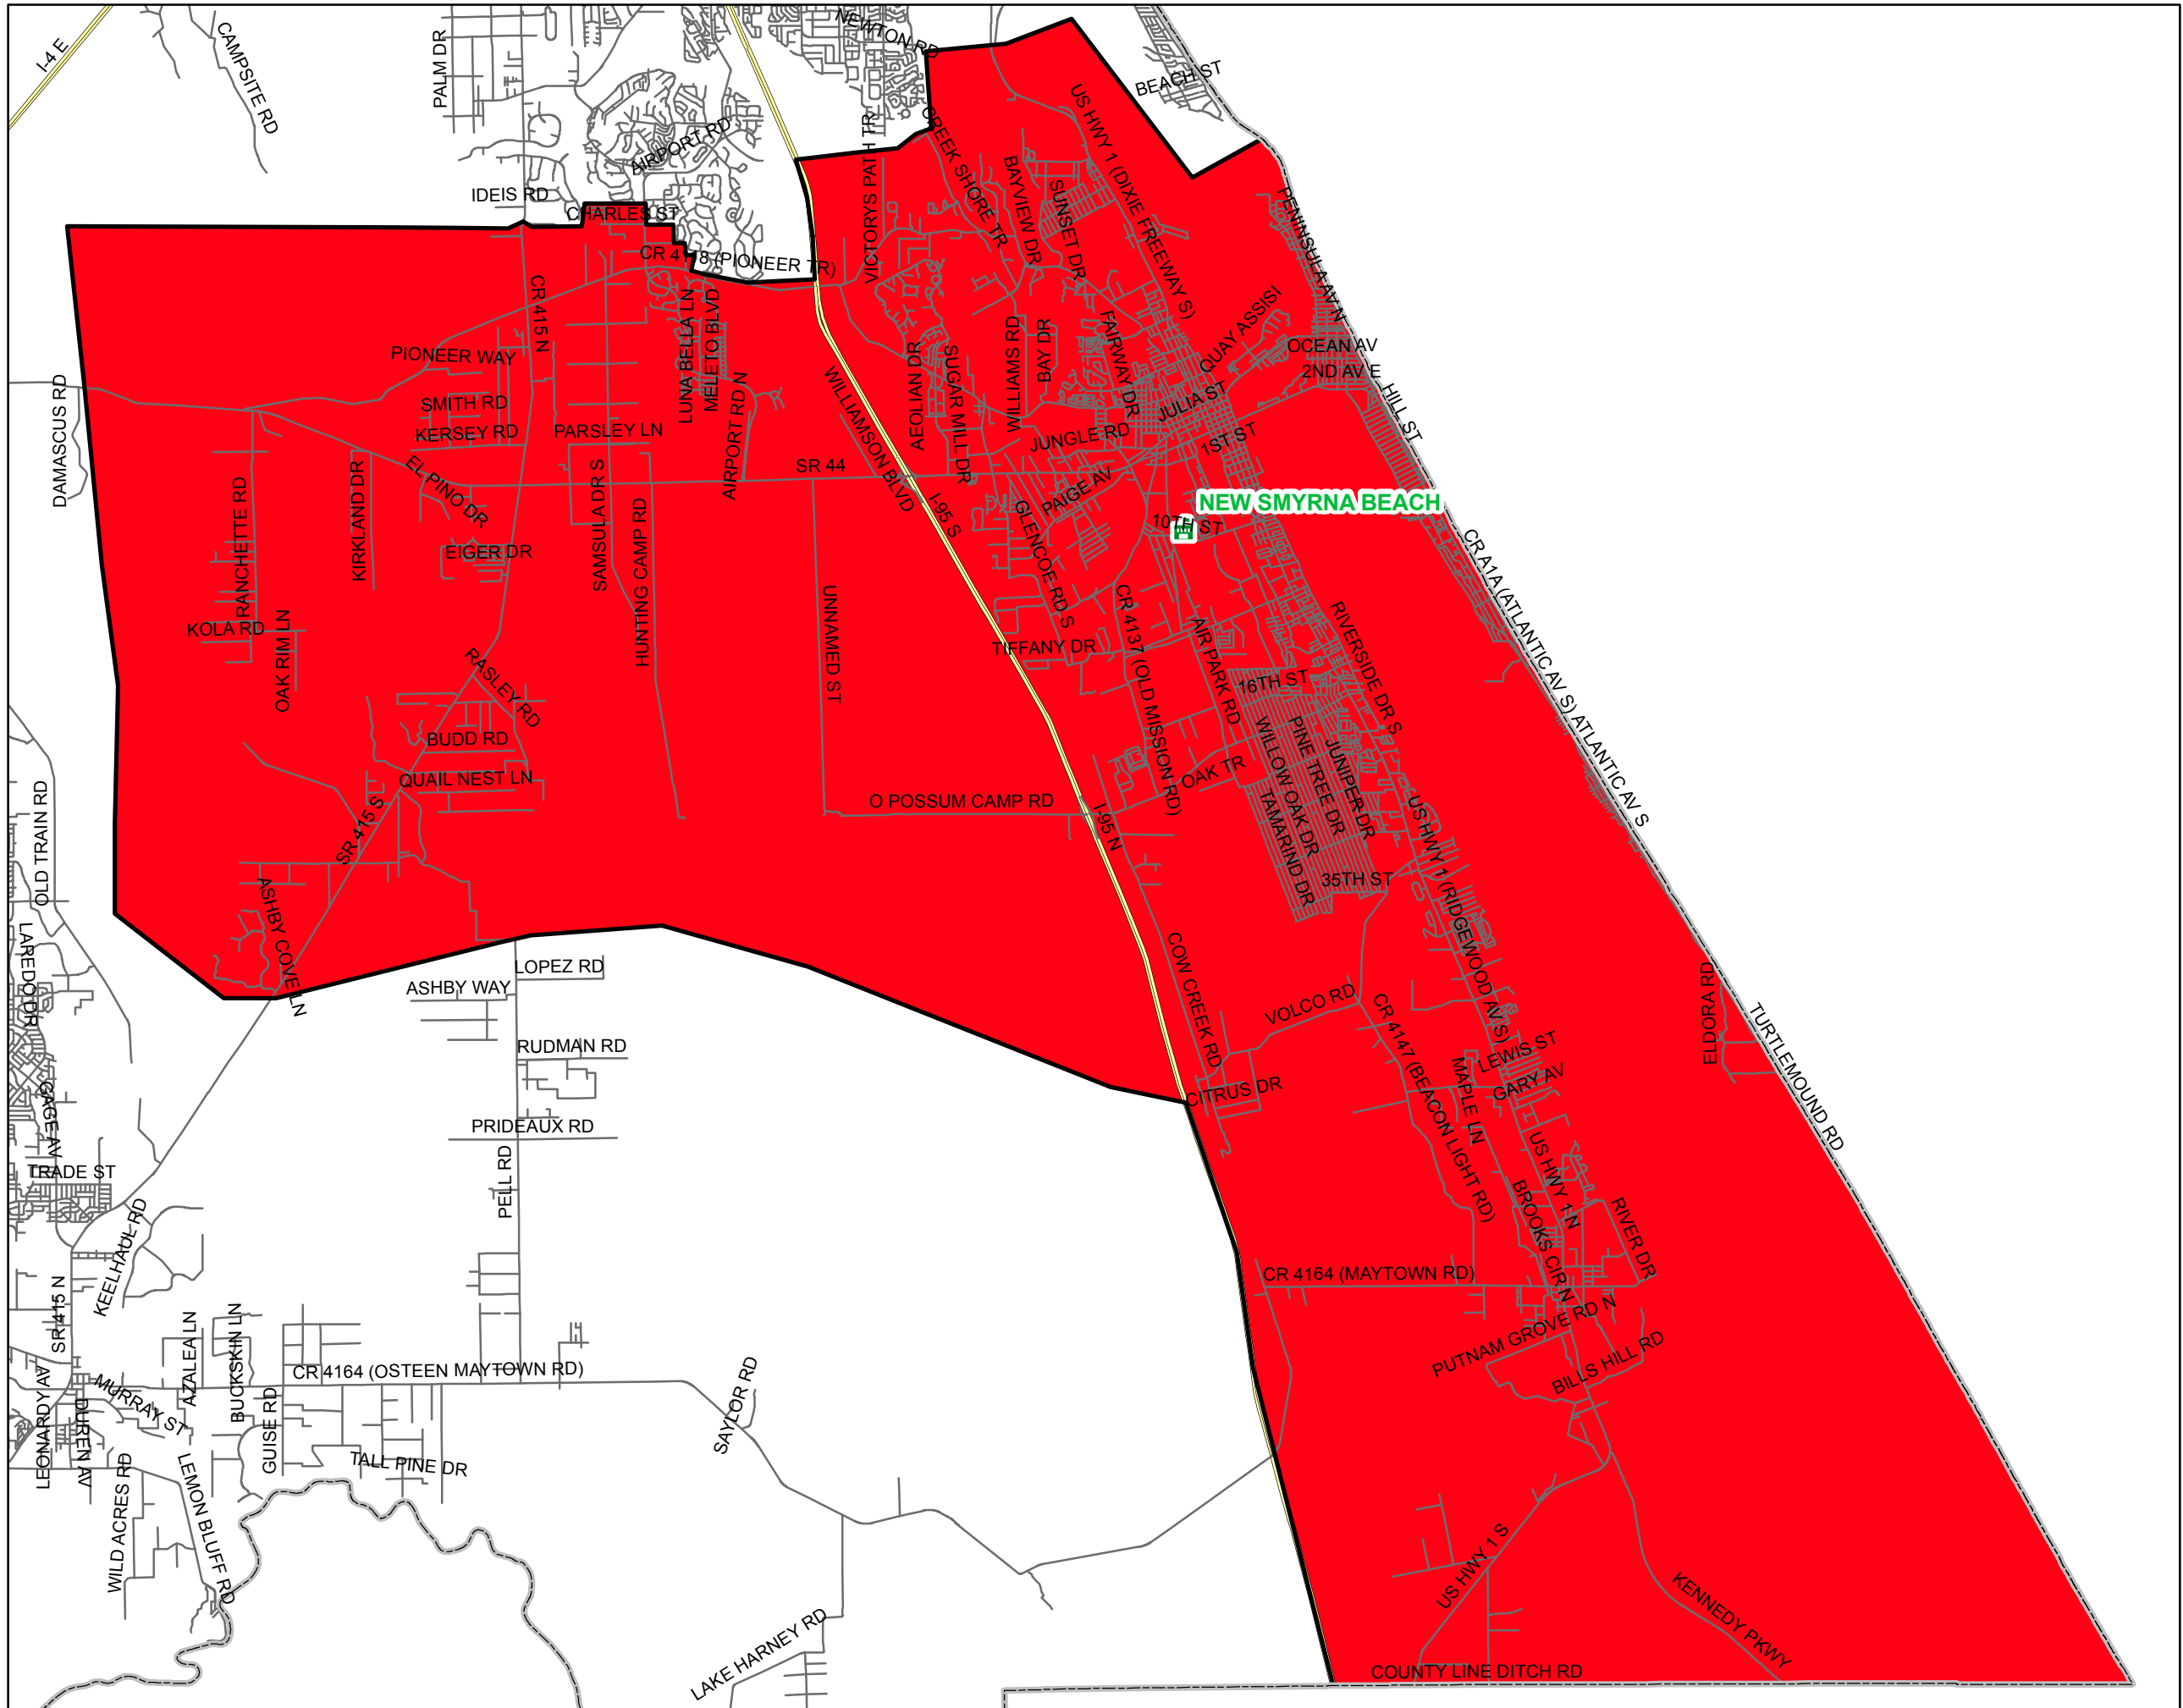 I-4 E
CAMPSITE RD
PALM DR
NEWTON RD
BEACH ST
AIRPORT RD
IDEIS RD
CHARLES ST
CR 4118 (PIONEER TR)
VICTORYS PATH TR
CREEK SHORE TR
BAYVIEW DR
SUNSET DR
US HWY 1 (DIXIE FREEWAY S)
PENINSULA AV N
CR 415 N
PIONEER WAY
SMITH RD
KERSEY RD
PARSLEY LN
LUNA BELLA LN
MELETO BLVD
AIRPORT RD N
WILLIAMSON BLVD
AEOLIAN DR
SUGAR MILL DR
WILLIAMS RD
BAY DR
FAIRWAY DR
QUAY ASSISI
JULIA ST
OCEAN AV
2ND AV E
HILL ST
JUNGLE RD
1ST ST
DAMASCUS RD
EL PINO DR
SR 44
I-95 S
PAIGE AV
NEW SMYRNA BEACH
10TH ST
RANCHETTE RD
KIRKLAND DR
EIGER DR
SAMSULA DR S
HUNTING CAMP RD
UNNAMED ST
GLENCOE RD S
CR 4137 (OLD MISSION RD)
TIFFANY DR
AIR PARK RD
RIVERSIDE DR S
CR A1A (ATLANTIC AV S) ATLANTIC AV S
KOLA RD
OAK RIM LN
RASLEY RD
BUDD RD
QUAIL NEST LN
16TH ST
WILLOW OAK DR
PINE TREE DR
JUNIPER DR
TAMARIND DR
OAK TR
O POSSUM CAMP RD
I-95 N
SR 415 S
OLD TRAIN RD
35TH ST
US HWY 1 (RIDGEWOOD AV S)
ASHBY COVE LN
LAREDO DR
LOPEZ RD
ASHBY WAY
COW CREEK RD
VOLCO RD
CR 4147 (BEACON LIGHT RD)
ELDORA RD
TURTLEMOUND RD
RUDMAN RD
LEWIS ST
GARY AV
MAPLE LN
CITRUS DR
GAGE AV
PRIDEAUX RD
TRADE ST
PELL RD
US HWY 1 N
BROOKS CIR N
RIVER DR
KEELHAUL RD
CR 4164 (MAYTOWN RD)
SR 415 N
PUTNAM GROVE RD N
BILLS HILL RD
AZALEA LN
BUCKSKIN LN
CR 4164 (OSTEEN MAYTOWN RD)
LEONARDY AV
DUREN AV
MURRAY ST
GUISE RD
SAYLOR RD
TALL PINE DR
WILD ACRES RD
LEMON BLUFF RD
US HWY 1 S
KENNEDY PKWY
LAKE HARNEY RD
COUNTY LINE DITCH RD